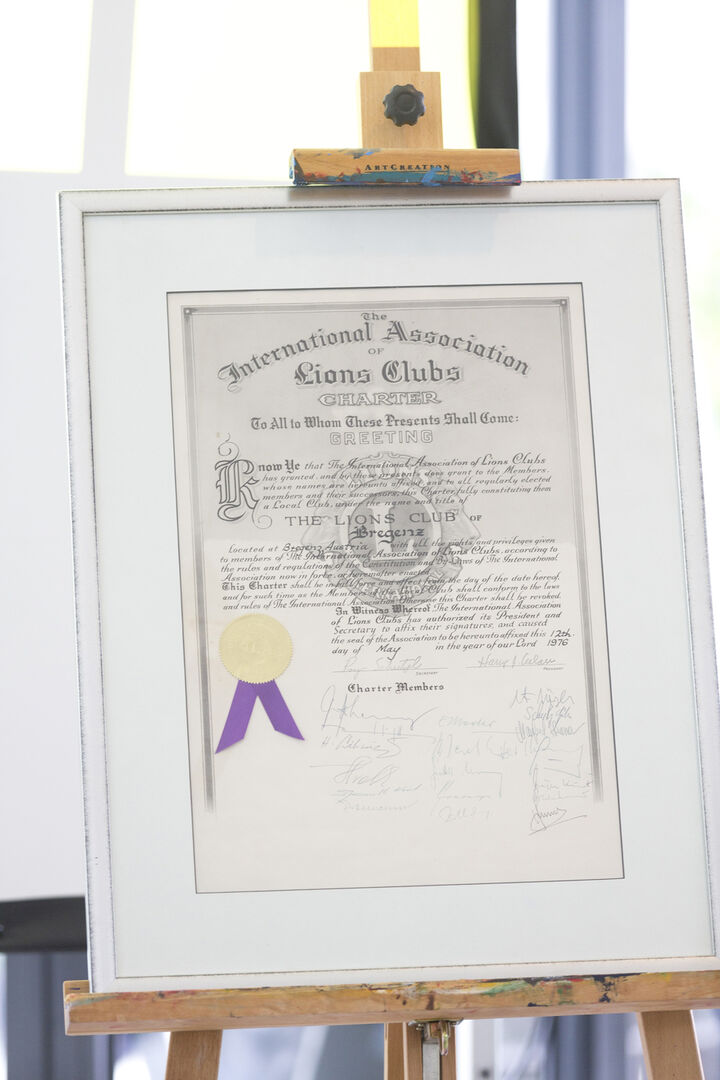 ARTCREATION
The
International Association
OF
Lions Clubs
CHARTER
To All to Whom These Presents Shall Come:
GREETING
Know Ye that The International Association of Lions Clubs
has granted, and by these presents does grant to the Members,
whose names are hereunto affixed, and to all regularly elected
members and their successors, this Charter, fully constituting them
a Local Club, under the name and title of
THE LIONS CLUB OF
Bregenz
Located at Bregenz, Austria with all the rights and privileges given
to members of The International Association of Lions Clubs, according to
the rules and regulations of the Constitution and By-laws of The International
Association now in force or hereafter enacted.
This Charter shall be in full force and effect from the day of the date hereof,
and for such time as the Members of the Local Club shall conform to the laws
and rules of The International Association. Otherwise this Charter shall be revoked.
In Witness Whereof The International Association
of Lions Clubs has authorized its President and
Secretary to affix their signatures, and caused
the seal of the Association to be hereunto affixed this 12th
day of May in the year of our Lord 1976
SECRETARY PRESIDENT
Charter Members